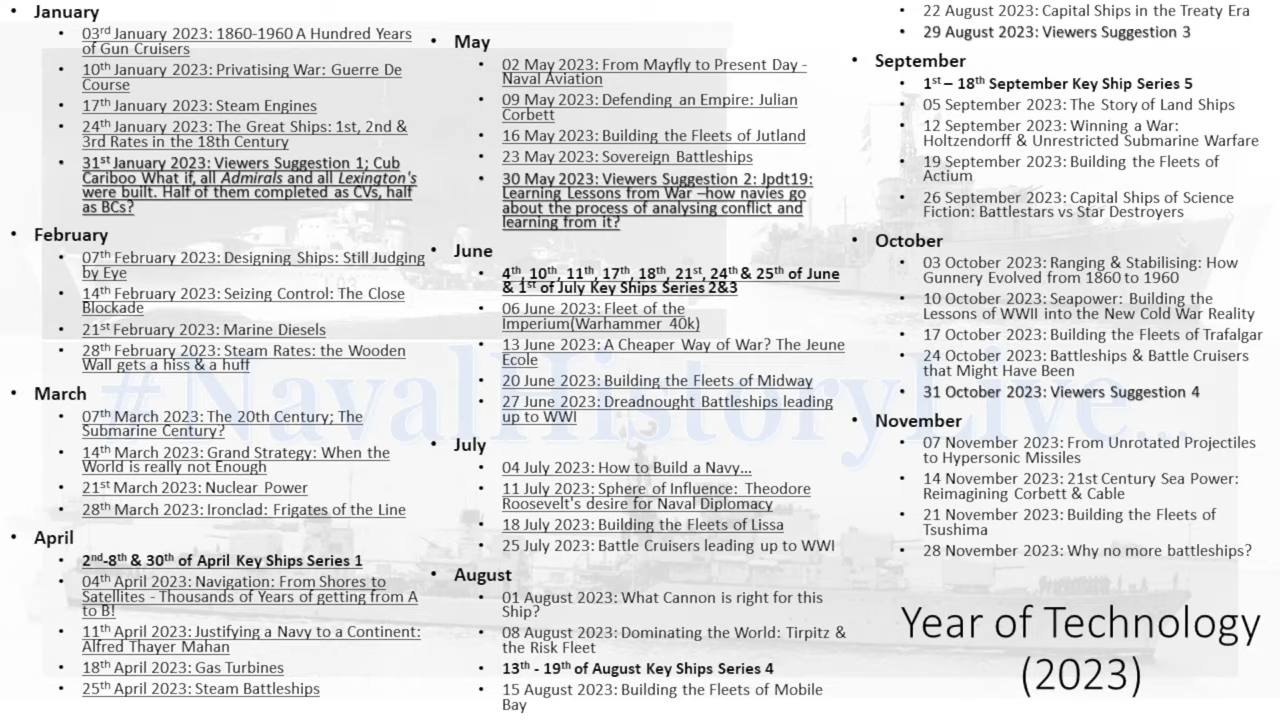 January
03rd January 2023: 1860-1960 A Hundred Years
of Gun Cruisers
10th January 2023: Privatising War: Guerre De
Course
17th January 2023: Steam Engines
24th January 2023: The Great Ships: 1st, 2nd &
3rd Rates in the 18th Century
31st January 2023: Viewers Suggestion 1; Cub
Cariboo What if, all Admirals and all Lexington's
were built. Half of them completed as CVs, half
as BCs?
February
07th February 2023: Designing Ships: Still Judging
by Eye
14th February 2023: Seizing Control: The Close
Blockade
21st February 2023: Marine Diesels
28th February 2023: Steam Rates: the Wooden
Wall gets a hiss & a huff
March
07th March 2023: The 20th Century; The
Submarine Century?
14th March 2023: Grand Strategy: When the
World is really not Enough
21st March 2023: Nuclear Power
28th March 2023: Ironclad: Frigates of the Line
April
2nd-8th & 30th of April Key Ships Series 1
04th April 2023: Navigation: From Shores to
Satellites - Thousands of Years of getting from A
to B!
11th April 2023: Justifying a Navy to a Continent:
Alfred Thayer Mahan
18th April 2023: Gas Turbines
25th April 2023: Steam Battleships
May
02 May 2023: From Mayfly to Present Day -
Naval Aviation
09 May 2023: Defending an Empire: Julian
Corbett
16 May 2023: Building the Fleets of Jutland
23 May 2023: Sovereign Battleships
30 May 2023: Viewers Suggestion 2: Jpdt19:
Learning Lessons from War –how navies go
about the process of analysing conflict and
learning from it?
June
4th, 10th, 11th, 17th, 18th, 21st, 24th & 25th of June
& 1st of July Key Ships Series 2&3
06 June 2023: Fleet of the
Imperium(Warhammer 40k)
13 June 2023: A Cheaper Way of War? The Jeune
Ecole
20 June 2023: Building the Fleets of Midway
27 June 2023: Dreadnought Battleships leading
up to WWI
July
04 July 2023: How to Build a Navy...
11 July 2023: Sphere of Influence: Theodore
Roosevelt's desire for Naval Diplomacy
18 July 2023: Building the Fleets of Lissa
25 July 2023: Battle Cruisers leading up to WWI
August
01 August 2023: What Cannon is right for this
Ship?
08 August 2023: Dominating the World: Tirpitz &
the Risk Fleet
13th - 19th of August Key Ships Series 4
15 August 2023: Building the Fleets of Mobile
Bay
22 August 2023: Capital Ships in the Treaty Era
29 August 2023: Viewers Suggestion 3
September
1st – 18th September Key Ship Series 5
05 September 2023: The Story of Land Ships
12 September 2023: Winning a War:
Holtzendorff & Unrestricted Submarine Warfare
19 September 2023: Building the Fleets of
Actium
26 September 2023: Capital Ships of Science
Fiction: Battlestars vs Star Destroyers
October
03 October 2023: Ranging & Stabilising: How
Gunnery Evolved from 1860 to 1960
10 October 2023: Seapower: Building the
Lessons of WWII into the New Cold War Reality
17 October 2023: Building the Fleets of Trafalgar
24 October 2023: Battleships & Battle Cruisers
that Might Have Been
31 October 2023: Viewers Suggestion 4
November
07 November 2023: From Unrotated Projectiles
to Hypersonic Missiles
14 November 2023: 21st Century Sea Power:
Reimagining Corbett & Cable
21 November 2023: Building the Fleets of
Tsushima
28 November 2023: Why no more battleships?
Year of Technology
(2023)
#NavalHistoryLive...
L03